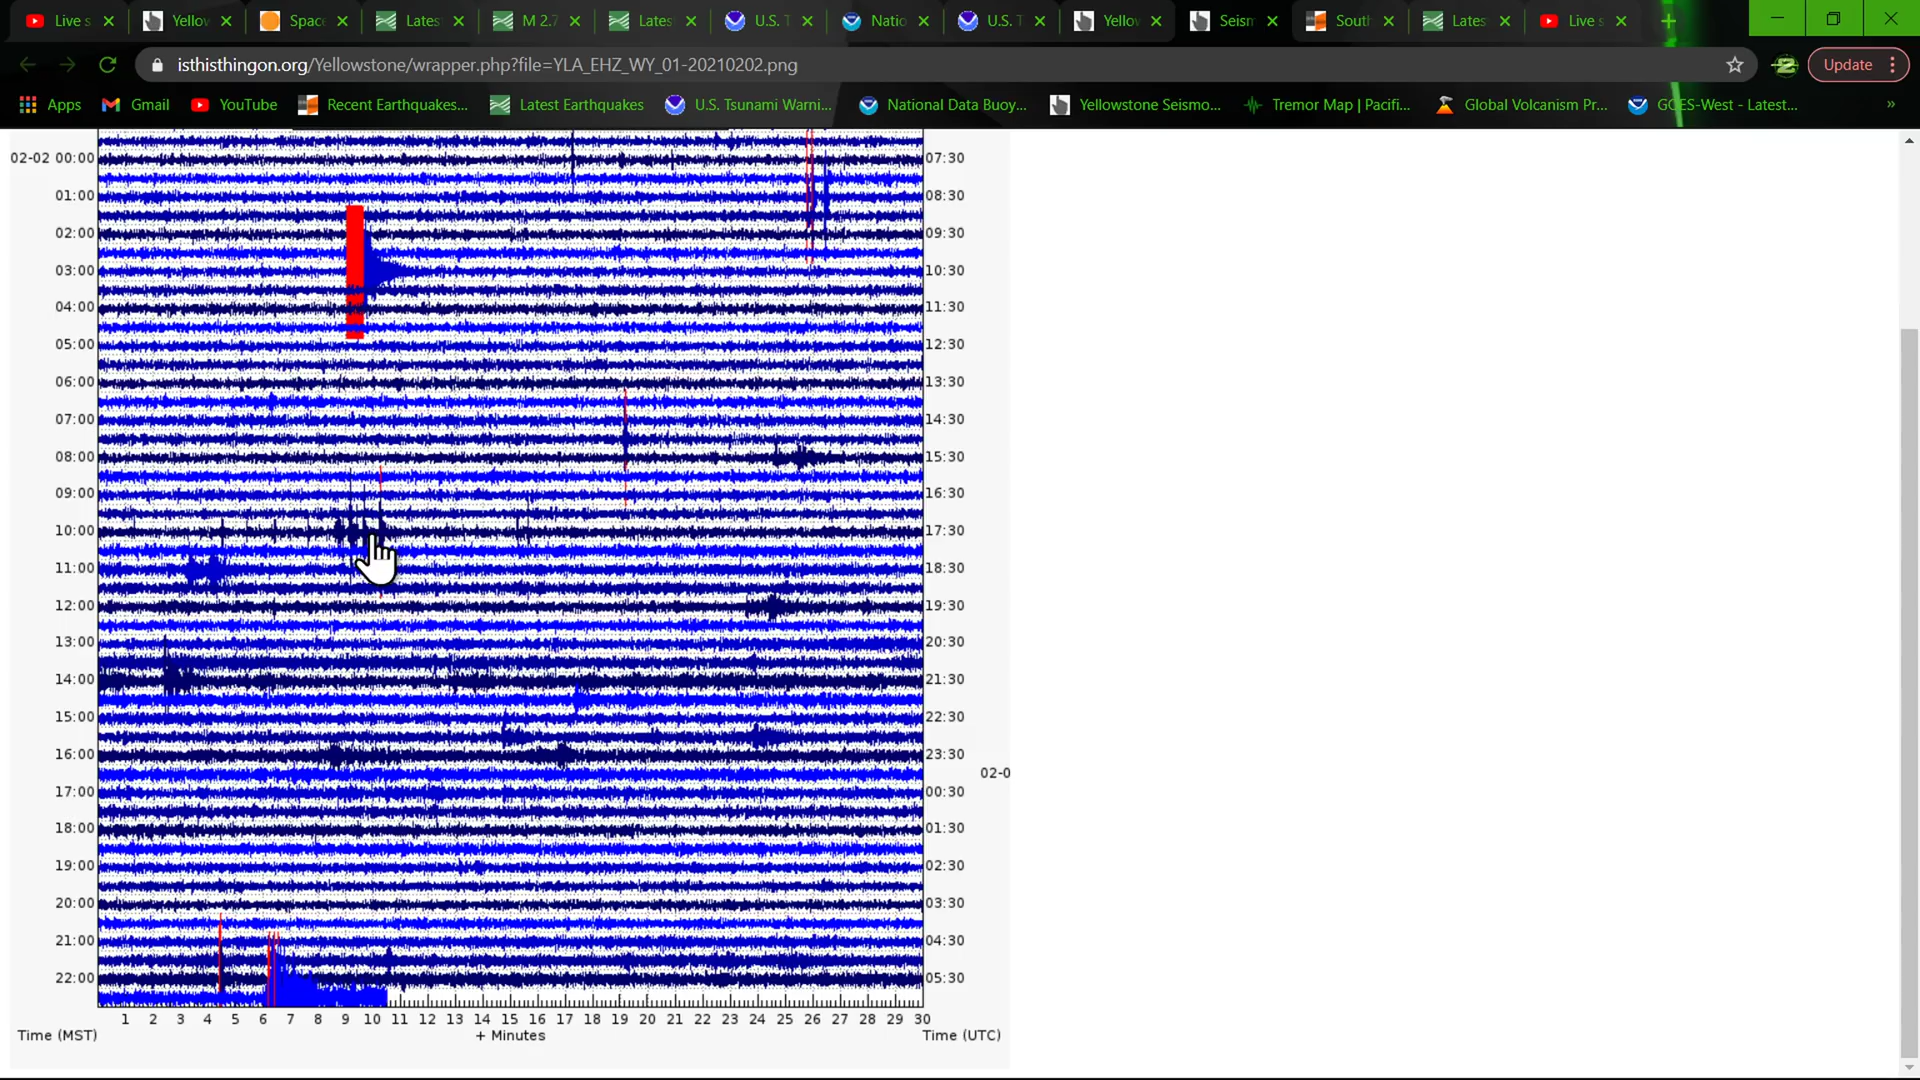 Live s
Yellow
Space
Lates
M 2.7
Lates
U.S. T
Natio
U.S. T
Yellow
Seism
South
Lates
Live s
isthisthingon.org/Yellowstone/wrapper.php?file=YLA_EHZ_WY_01-20210202.png
Update
Apps
Gmail
YouTube
Recent Earthquakes...
Latest Earthquakes
U.S. Tsunami Warni...
National Data Buoy...
Yellowstone Seismo...
Tremor Map | Pacifi...
Global Volcanism Pr...
GOES-West - Latest...
»
02-02 00:00 07:30
01:00 08:30
02:00 09:30
03:00 10:30
04:00 11:30
05:00 12:30
06:00 13:30
07:00 14:30
08:00 15:30
09:00 16:30
10:00 17:30
11:00 18:30
12:00 19:30
13:00 20:30
14:00 21:30
15:00 22:30
16:00 23:30
02-0
17:00 00:30
18:00 01:30
19:00 02:30
20:00 03:30
21:00 04:30
22:00 05:30
1 2 3 4 5 6 7 8 9 10 11 12 13 14 15 16 17 18 19 20 21 22 23 24 25 26 27 28 29 30
Time (MST) + Minutes Time (UTC)